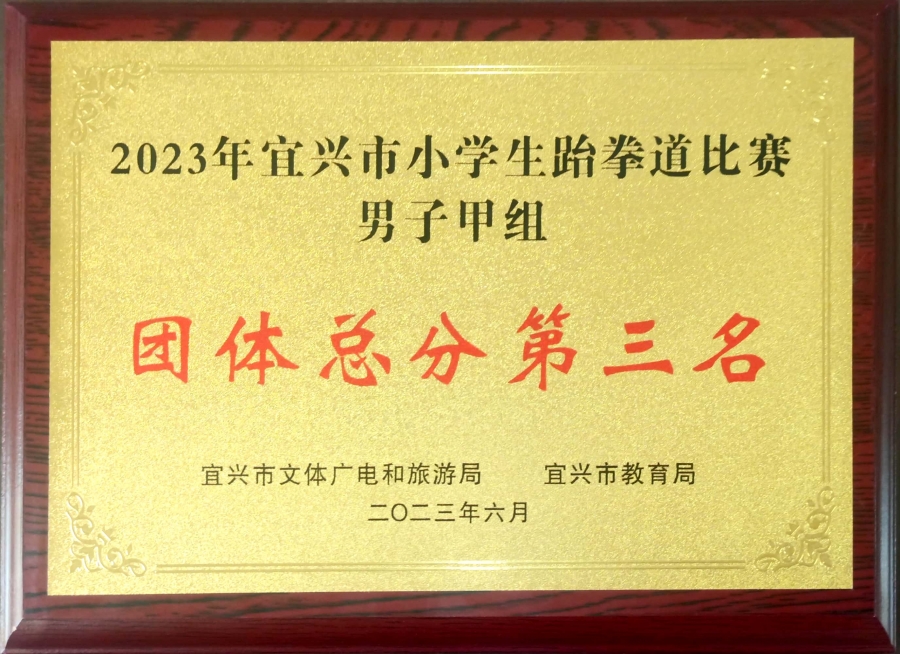 2023年宜兴市小学生跆拳道比赛
男子甲组
团体总分第三名
宜兴市文体广电和旅游局 宜兴市教育局
二〇二三年六月